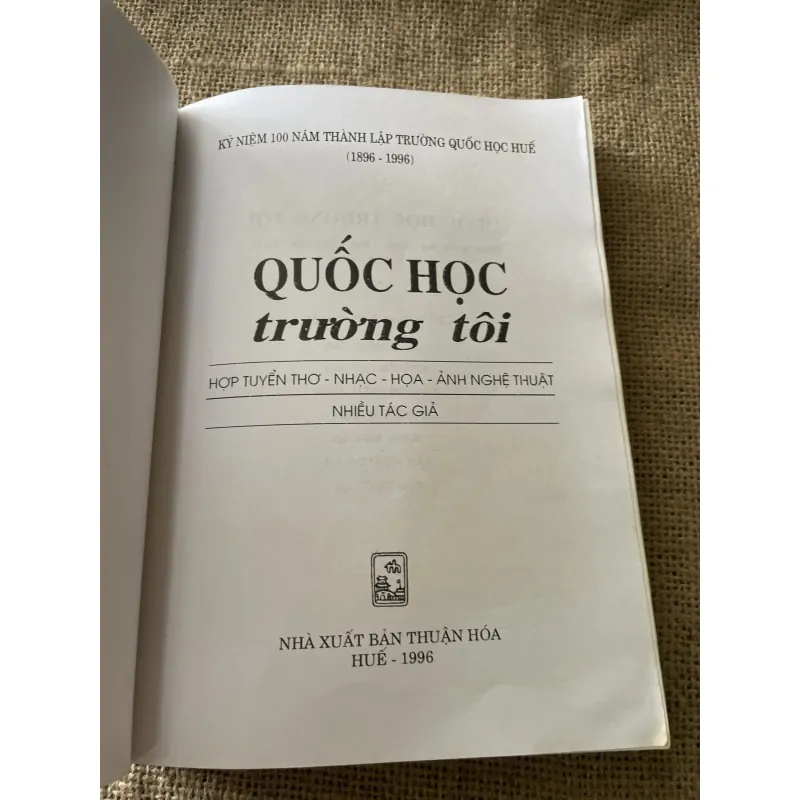 KỶ NIỆM 100 NĂM THÀNH LẬP TRƯỜNG QUỐC HỌC HUẾ
(1896 - 1996)
QUỐC HỌC
trường tôi
HỢP TUYỂN THƠ - NHẠC - HỌA - ẢNH NGHỆ THUẬT
NHIỀU TÁC GIẢ
NHÀ XUẤT BẢN THUẬN HÓA
HUẾ - 1996